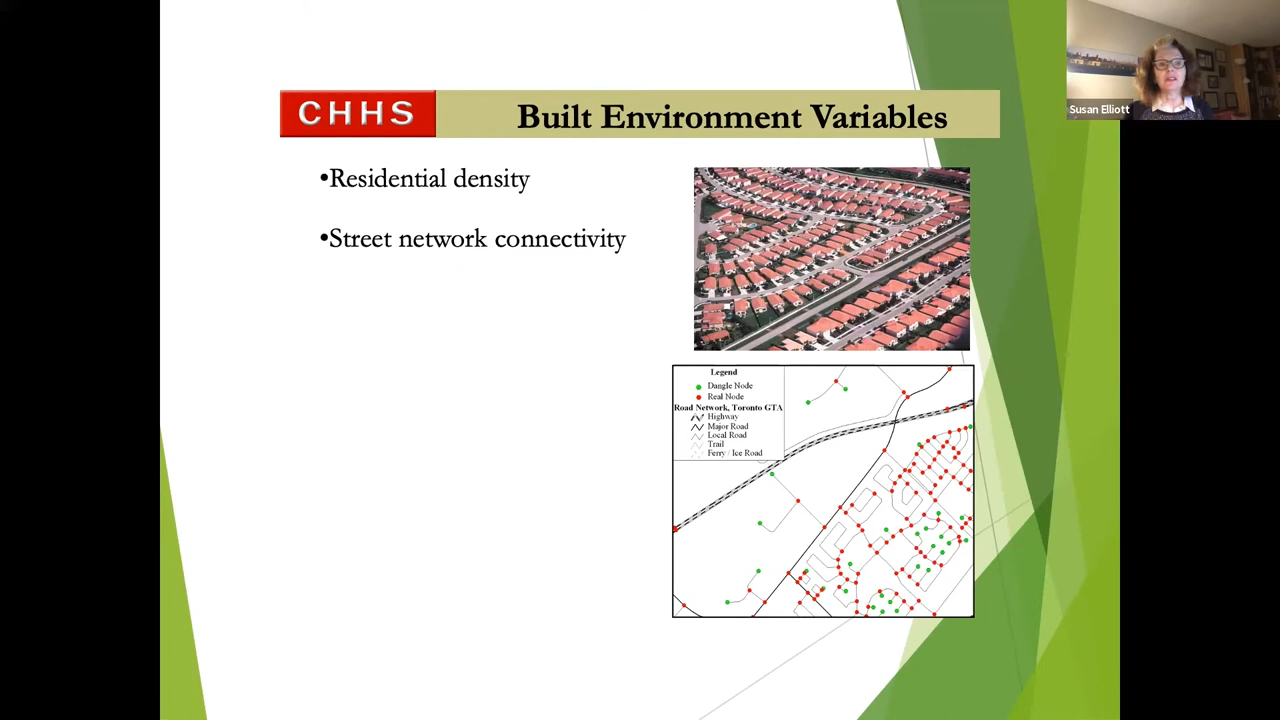 CHHS
Built Environment Variables
Susan Elliott
•Residential density
•Street network connectivity
Legend
Dangle Node
Real Node
Road Network, Toronto GTA
Highway
Major Road
Local Road
Trail
Ferry / Ice Road